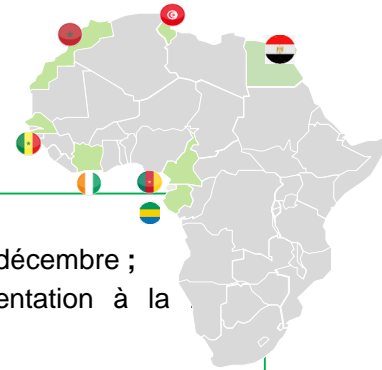 décembre ;
entation à la